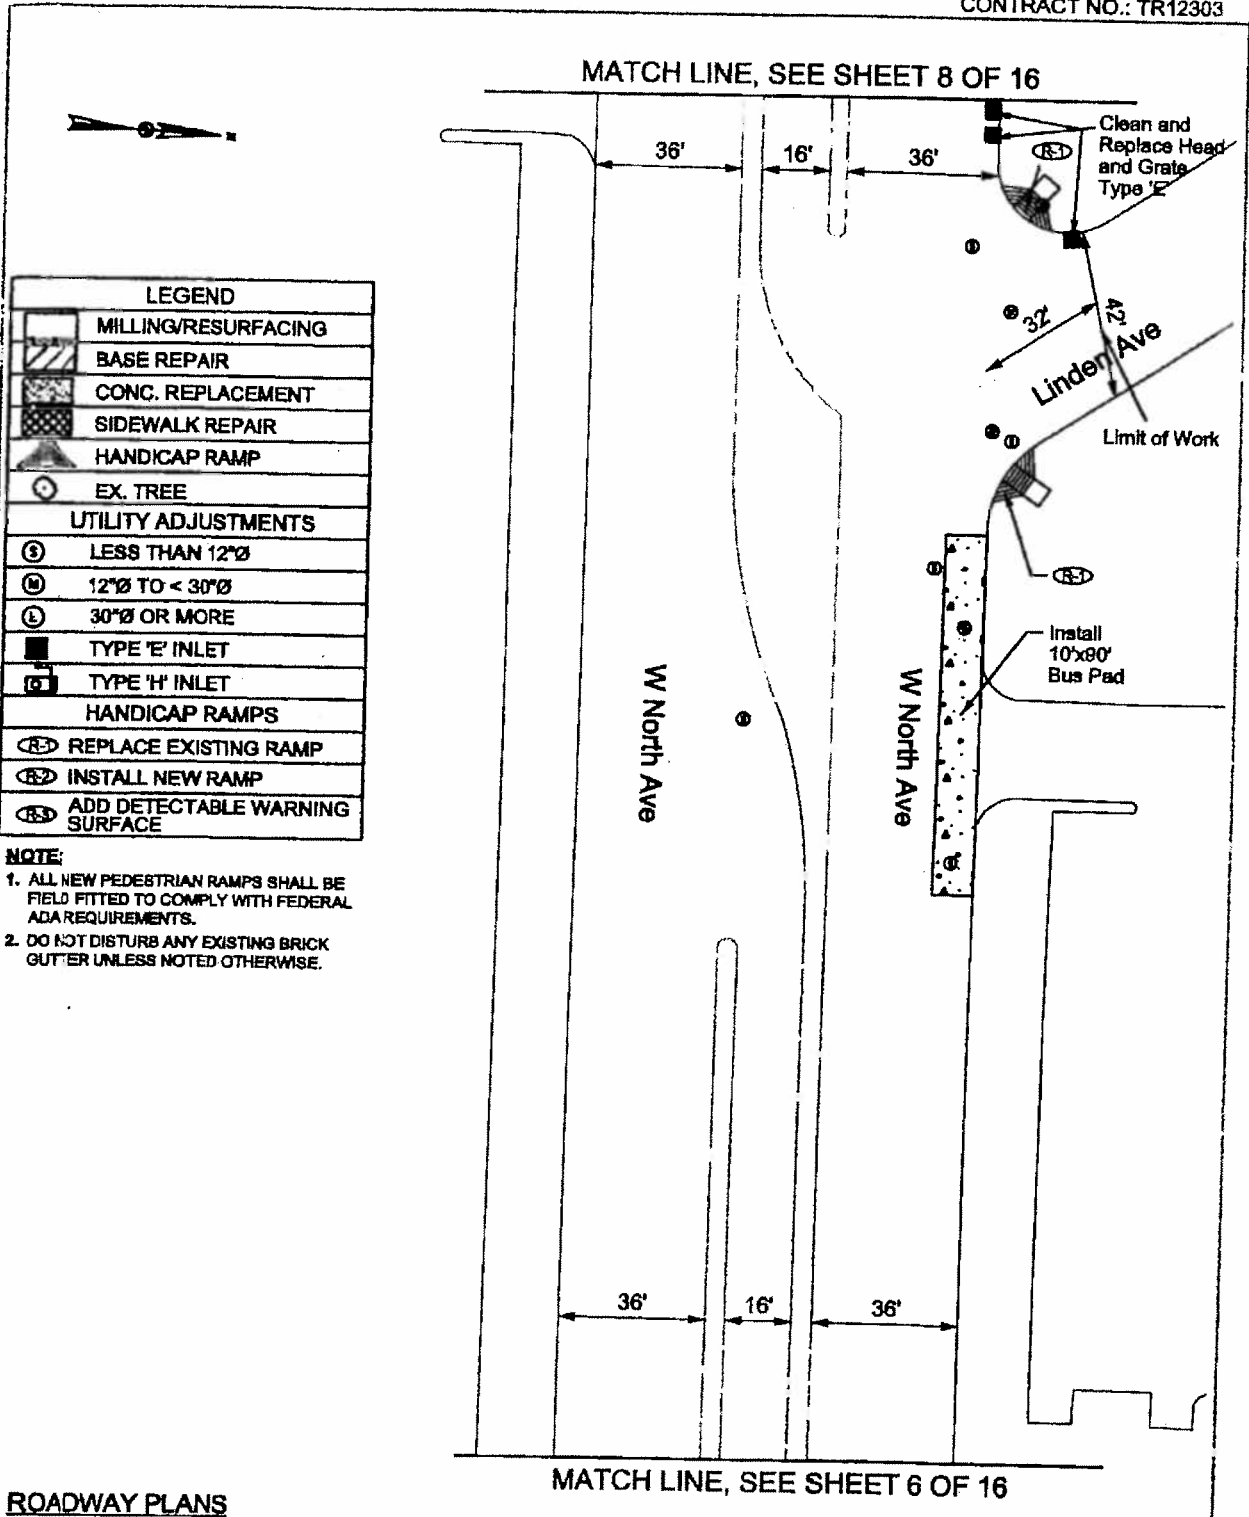 CONTRACT NO.: TR12303
MATCH LINE, SEE SHEET 8 OF 16
36'
16'
36'
R-1
Clean and
Replace Head
and Grate
Type 'E'
32'
42'
Linden Ave
Limit of Work
R-1
Install
10'x90'
Bus Pad
W North Ave
W North Ave
LEGEND
MILLING/RESURFACING
BASE REPAIR
CONC. REPLACEMENT
SIDEWALK REPAIR
HANDICAP RAMP
EX. TREE
UTILITY ADJUSTMENTS
S LESS THAN 12"Ø
M 12"Ø TO < 30"Ø
L 30"Ø OR MORE
TYPE 'E' INLET
TYPE 'H' INLET
HANDICAP RAMPS
R-1 REPLACE EXISTING RAMP
R-2 INSTALL NEW RAMP
R-3 ADD DETECTABLE WARNING
SURFACE
NOTE:
1. ALL NEW PEDESTRIAN RAMPS SHALL BE
FIELD FITTED TO COMPLY WITH FEDERAL
ADA REQUIREMENTS.
2. DO NOT DISTURB ANY EXISTING BRICK
GUTTER UNLESS NOTED OTHERWISE.
36'
16'
36'
MATCH LINE, SEE SHEET 6 OF 16
ROADWAY PLANS